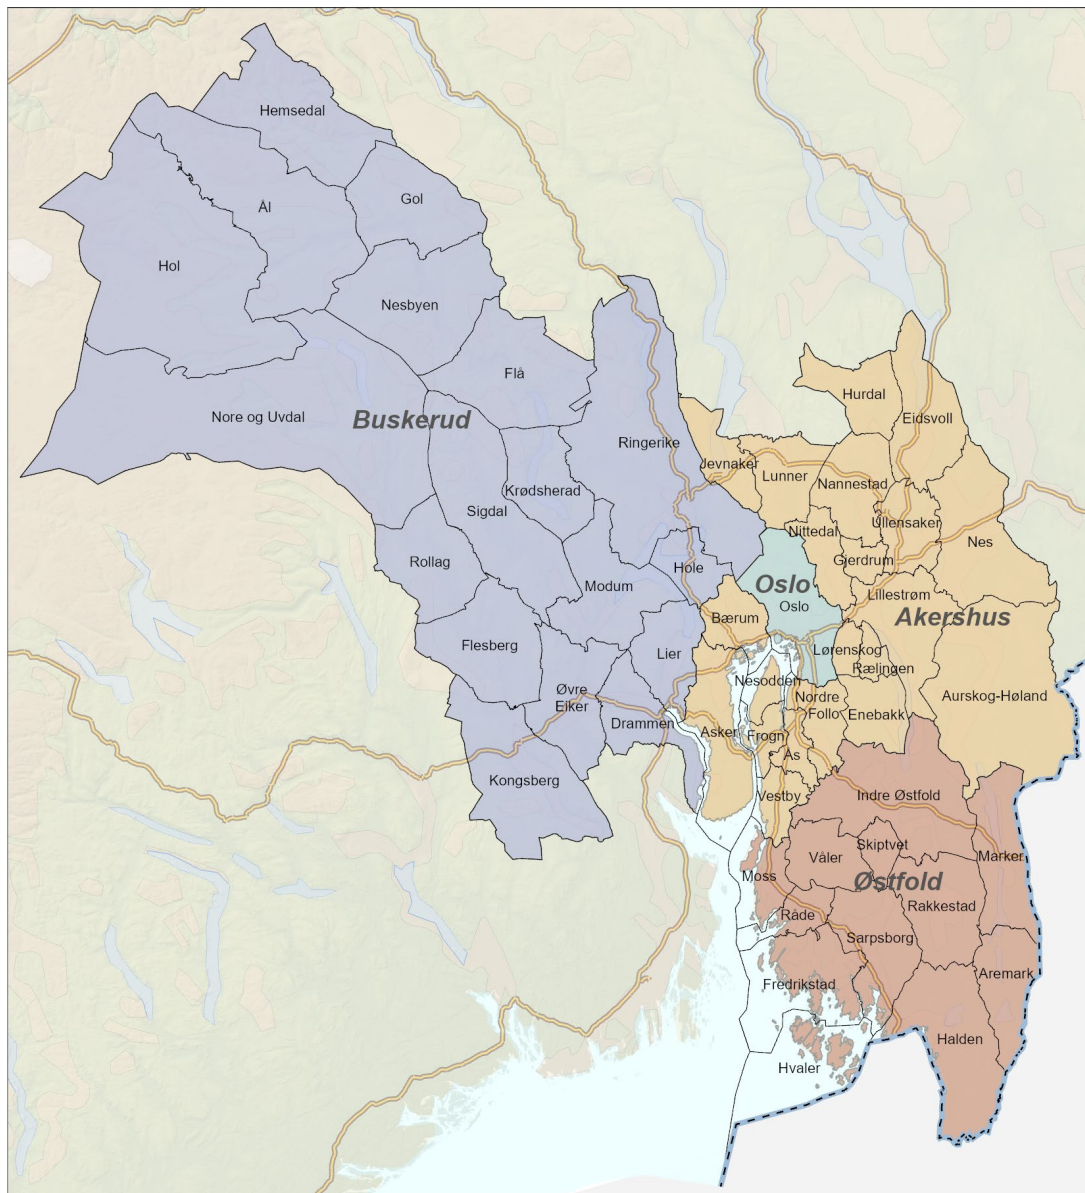 Hemsedal
Gol
Ål
Hol
Nesbyen
Flå
Hurdal
Eidsvoll
Nore og Uvdal
Buskerud
Ringerike
Jevnaker
Lunner
Nannestad
Krødsherad
Sigdal
Ullensaker
Nittedal
Nes
Gjerdrum
Rollag
Hole
Modum
Oslo
Oslo
Lillestrøm
Akershus
Bærum
Flesberg
Lier
Lørenskog
Rælingen
Nesodden
Øvre
Eiker
Nordre
Follo
Aurskog-Høland
Enebakk
Drammen
Asker
Frogn
Ås
Kongsberg
Vestby
Indre Østfold
Skiptvet
Våler
Marker
Moss
Østfold
Rakkestad
Råde
Sarpsborg
Aremark
Fredrikstad
Halden
Hvaler